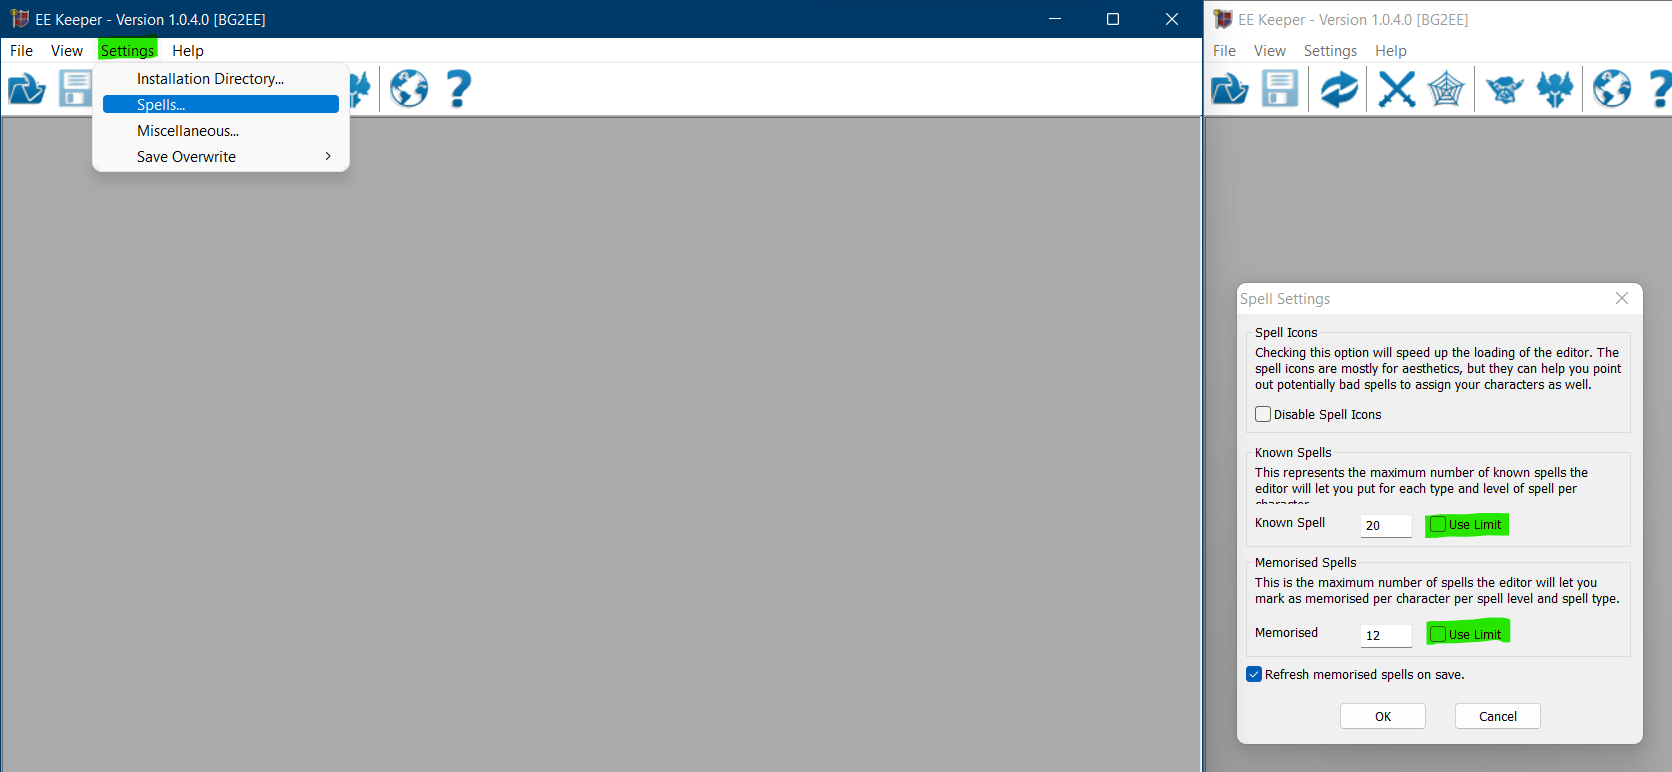 EE Keeper - Version 1.0.4.0 [BG2EE]
File View Settings Help
Installation Directory...
Spells...
Miscellaneous...
Save Overwrite
EE Keeper - Version 1.0.4.0 [BG2EE]
File View Settings Help
Spell Settings
Spell Icons
Checking this option will speed up the loading of the editor. The
spell icons are mostly for aesthetics, but they can help you point
out potentially bad spells to assign your characters as well.
Disable Spell Icons
Known Spells
This represents the maximum number of known spells the
editor will let you put for each type and level of spell per
character
Known Spell 20 Use Limit
Memorised Spells
This is the maximum number of spells the editor will let you
mark as memorised per character per spell level and spell type.
Memorised 12 Use Limit
Refresh memorised spells on save.
OK Cancel